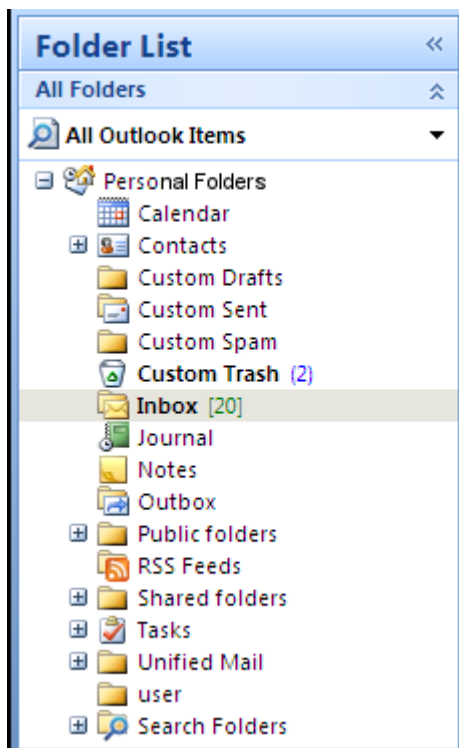 Folder List
All Folders
All Outlook Items
Personal Folders
Calendar
Contacts
Custom Drafts
Custom Sent
Custom Spam
Custom Trash (2)
Inbox [20]
Journal
Notes
Outbox
Public folders
RSS Feeds
Shared folders
Tasks
Unified Mail
user
Search Folders